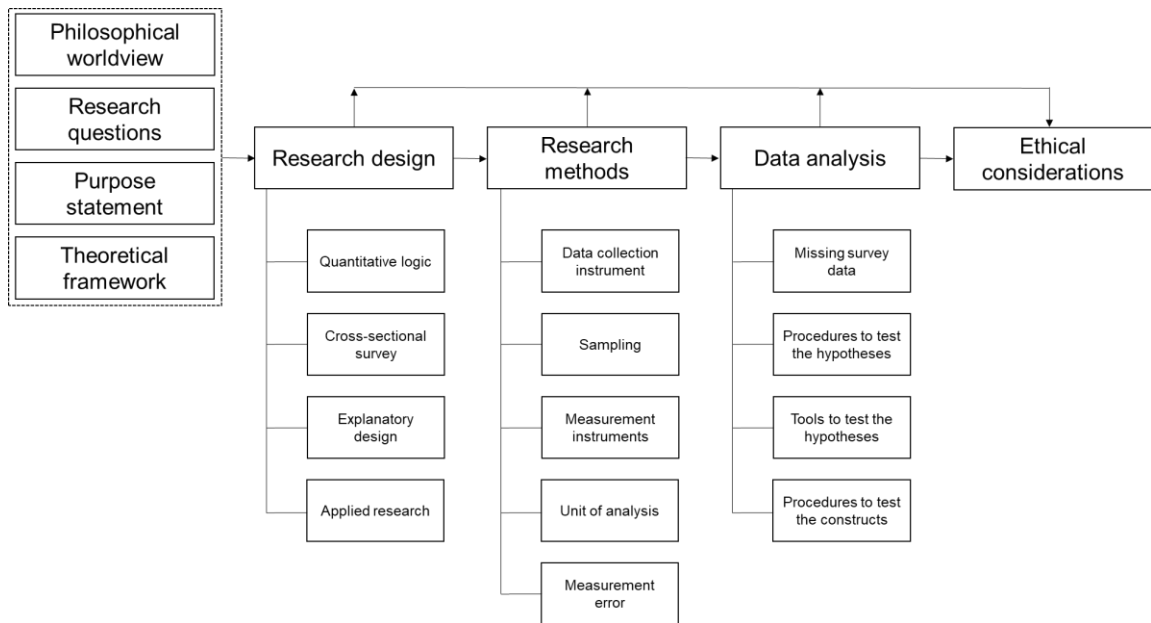 Philosophical
worldview
Research
questions
Purpose
statement
Theoretical
framework
Research design
Quantitative logic
Cross-sectional
survey
Explanatory
design
Applied research
Research
methods
Data collection
instrument
Sampling
Measurement
instruments
Unit of analysis
Measurement
error
Data analysis
Missing survey
data
Procedures to test
the hypotheses
Tools to test the
hypotheses
Procedures to test
the constructs
Ethical
considerations